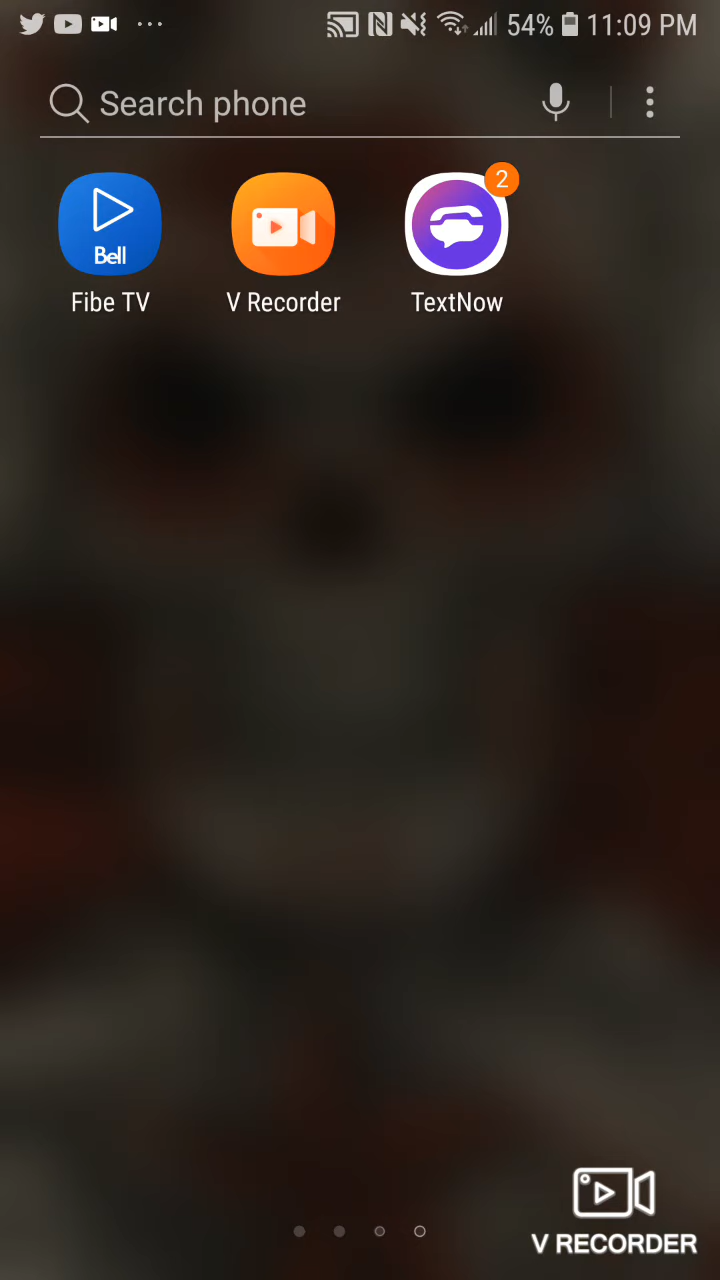 54% 11:09 PM
Search phone
2
Bell
Fibe TV V Recorder TextNow
V RECORDER